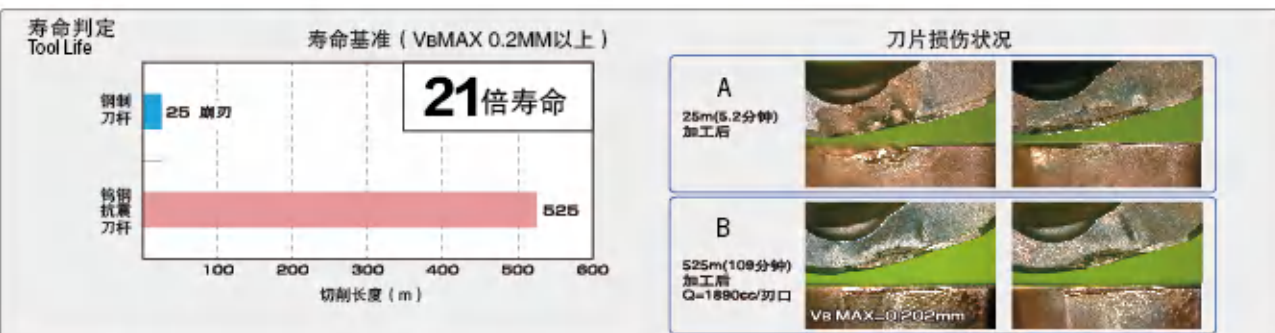 寿命判定
Tool Life
寿命基准（VBMAX 0.2MM以上）
21倍寿命
钢制
刀杆
25 崩刃
钨钢
抗震
刀杆
525
100 200 300 400 500 600
切削长度（m）
刀片损伤状况
A
25m(5.2分钟)
加工后
B
525m(109分钟)
加工后
Q=1890cc/刃口
VB MAX=0.202mm